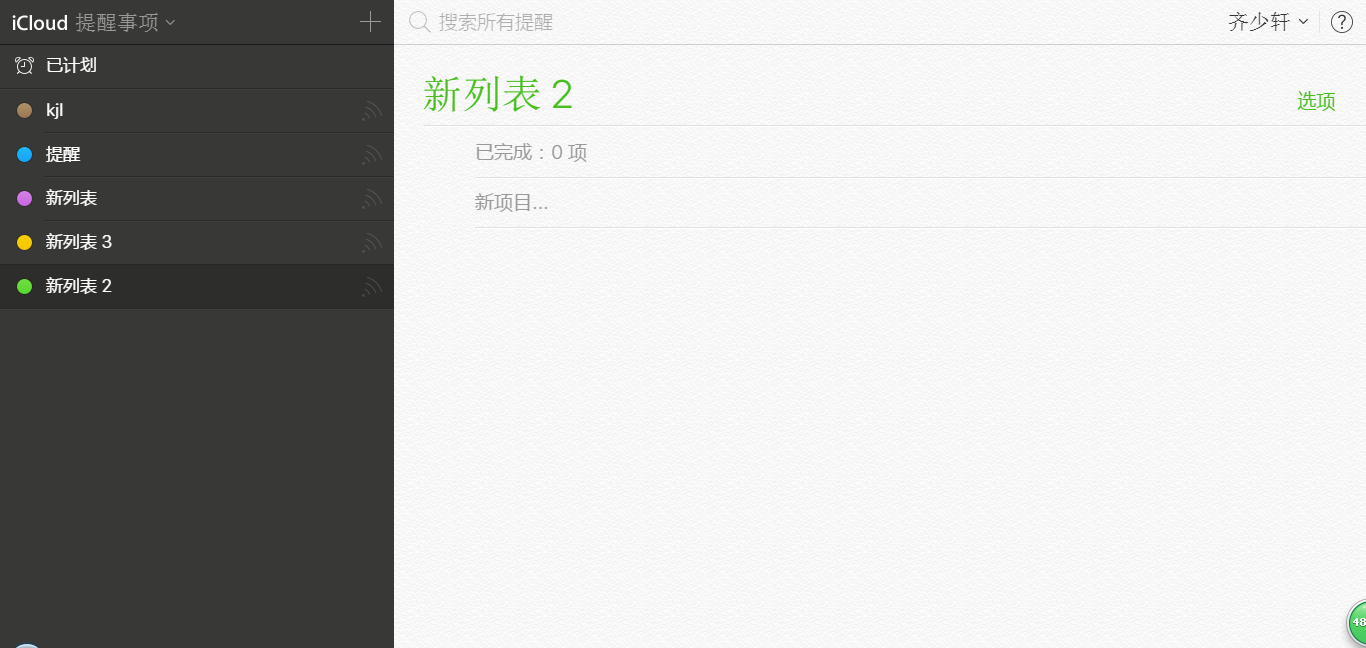 iCloud 提醒事项
已计划
kjl
提醒
新列表
新列表 3
新列表 2
搜索所有提醒
齐少轩
?
新列表 2
选项
已完成：0 项
新项目...
48